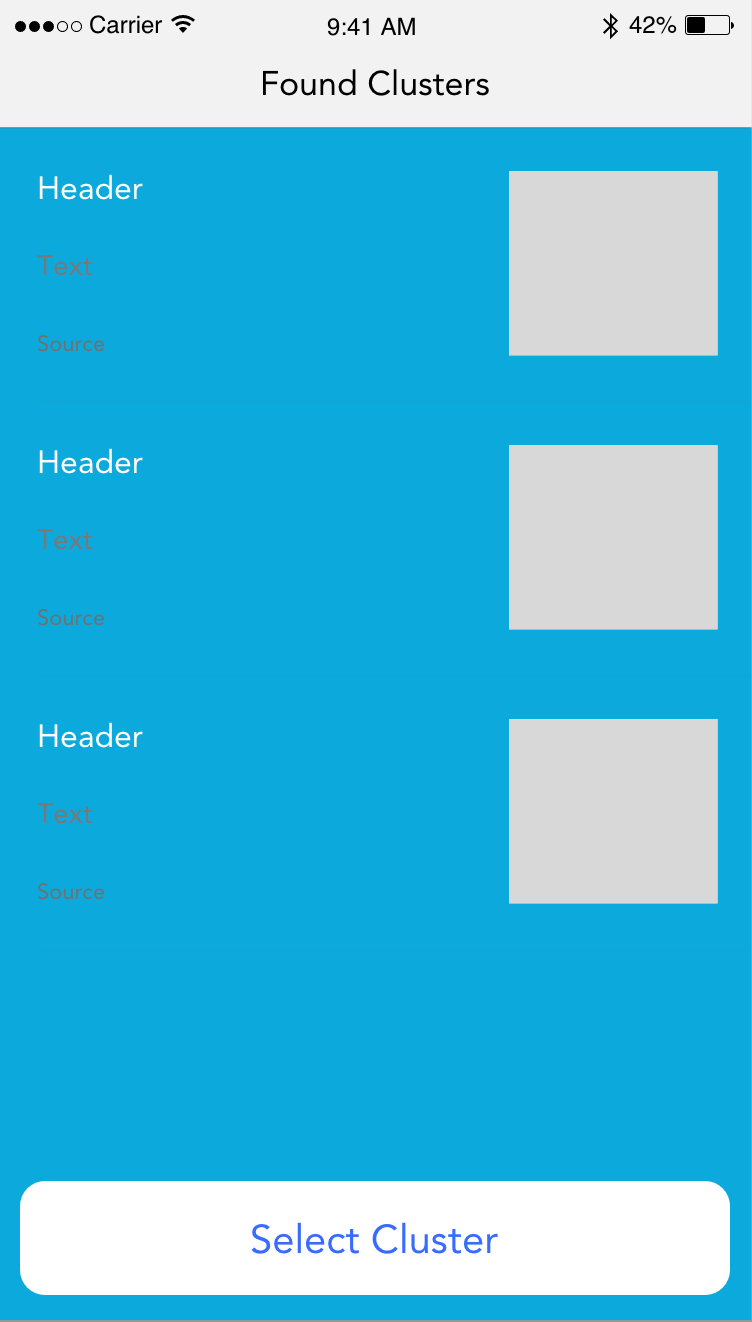 Carrier 9:41 AM 42%
Found Clusters
Header
Text
Source
Header
Text
Source
Header
Text
Source
Select Cluster